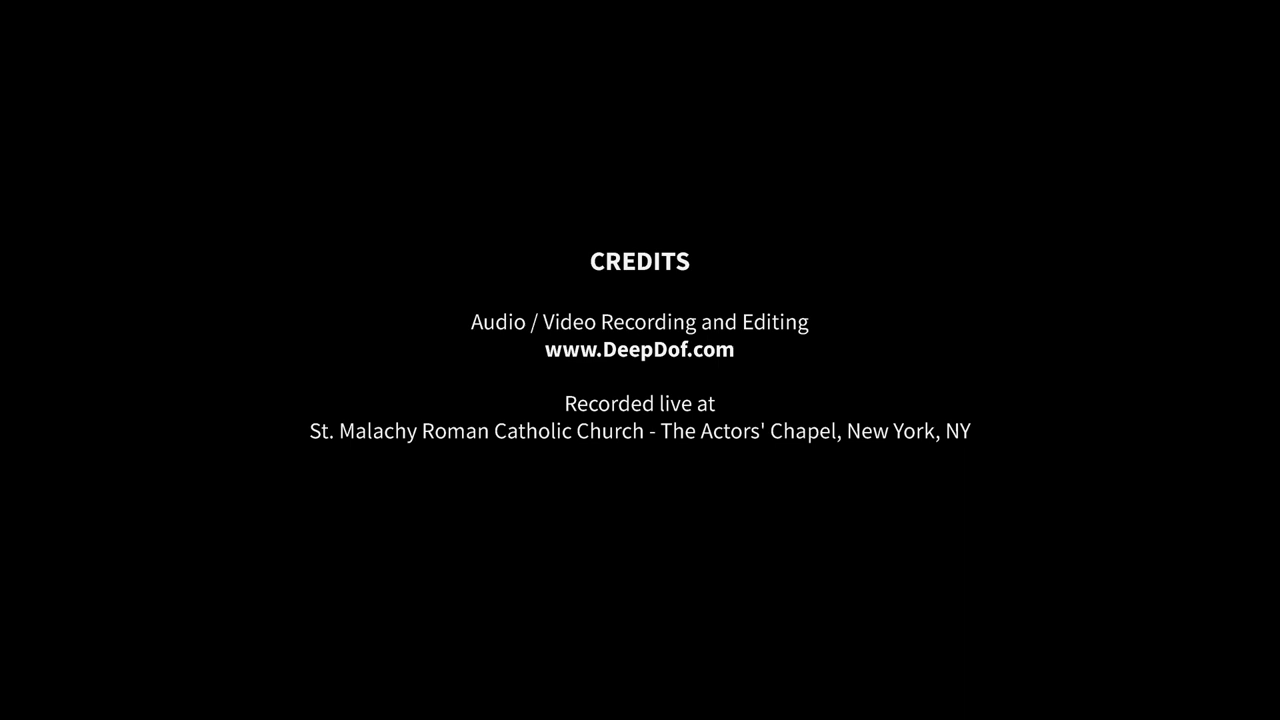 CREDITS
Audio / Video Recording and Editing
www.DeepDof.com
Recorded live at
St. Malachy Roman Catholic Church - The Actors' Chapel, New York, NY